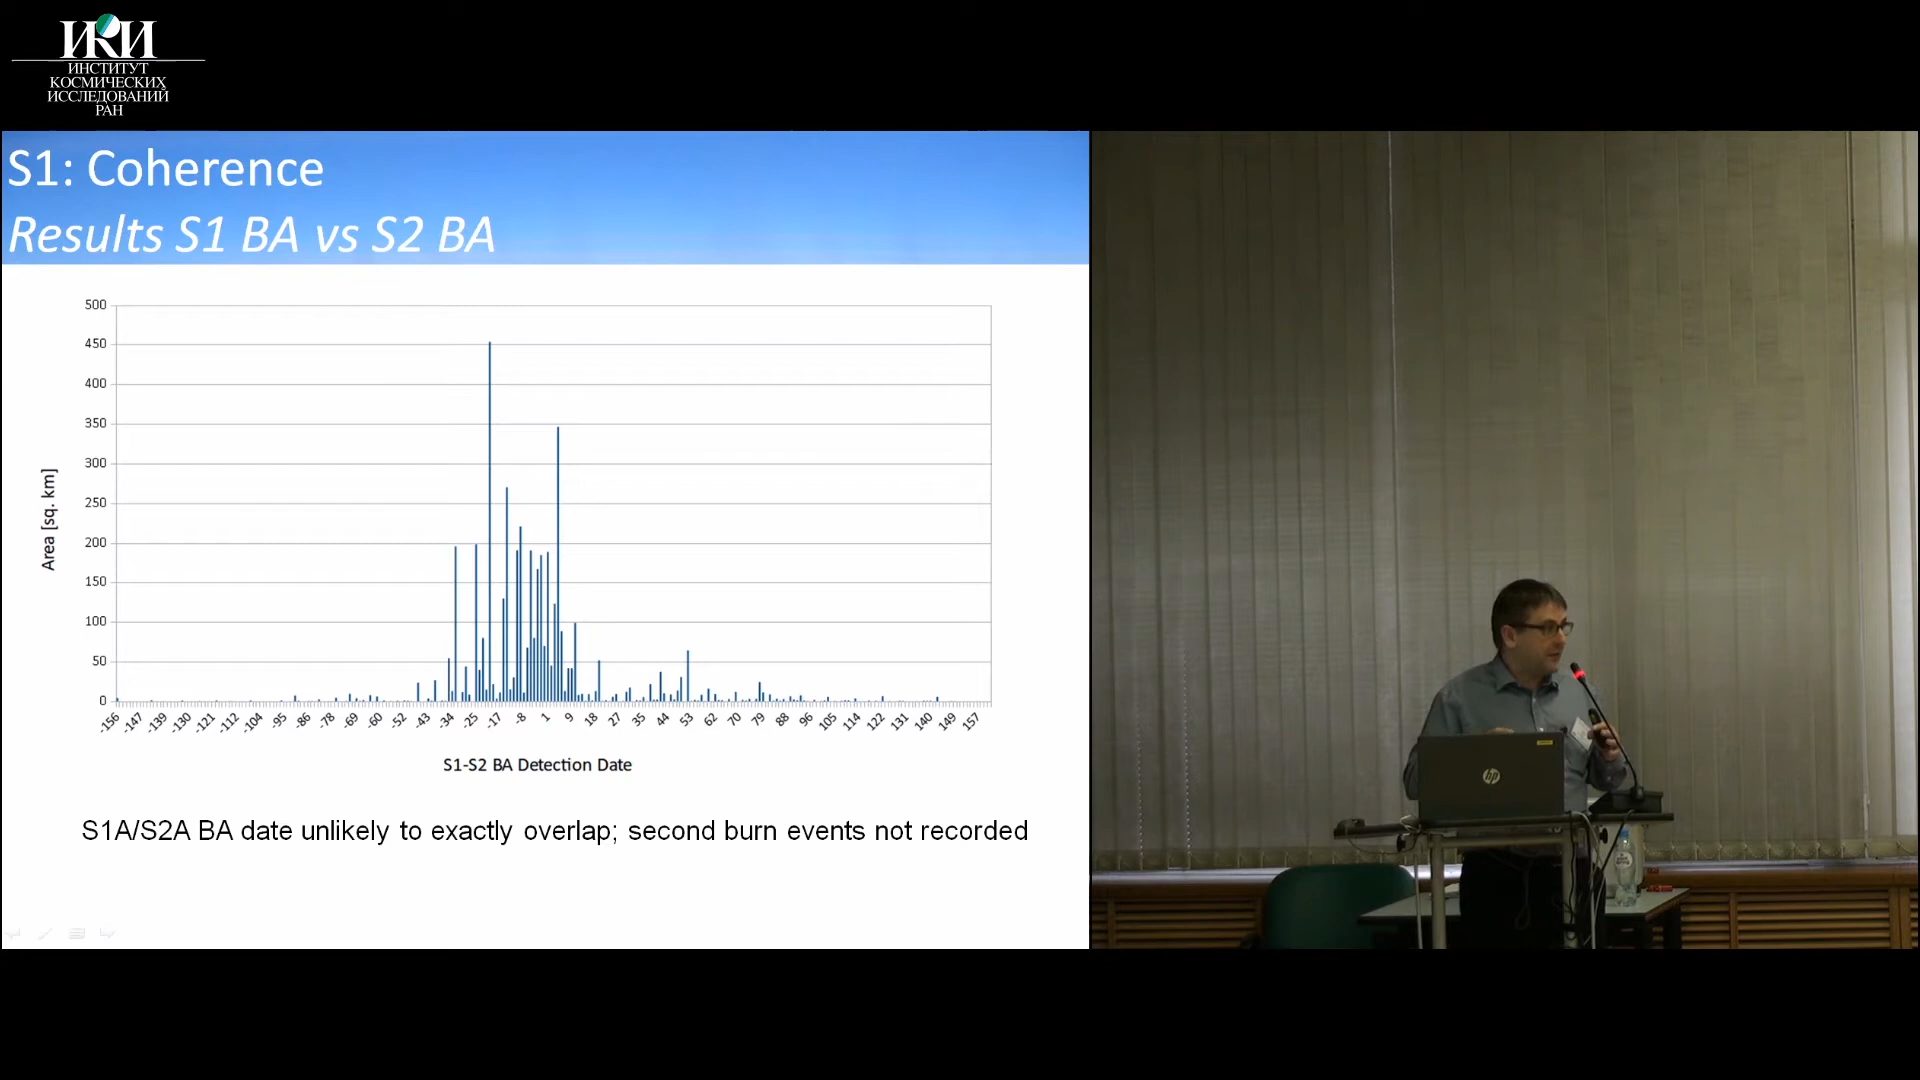 ИКИ
ИНСТИТУТ
КОСМИЧЕСКИХ
ИССЛЕДОВАНИЙ
РАН
S1: Coherence
Results S1 BA vs S2 BA
500
450
400
350
300
250
200
150
100
50
0
Area [sq. km]
-156 -147 -139 -130 -121 -112 -104 -95 -86 -78 -69 -60 -52 -43 -34 -25 -17 -8 1 9 18 27 35 44 53 62 70 79 88 96 105 114 122 131 140 149 157
S1-S2 BA Detection Date
S1A/S2A BA date unlikely to exactly overlap; second burn events not recorded
hp